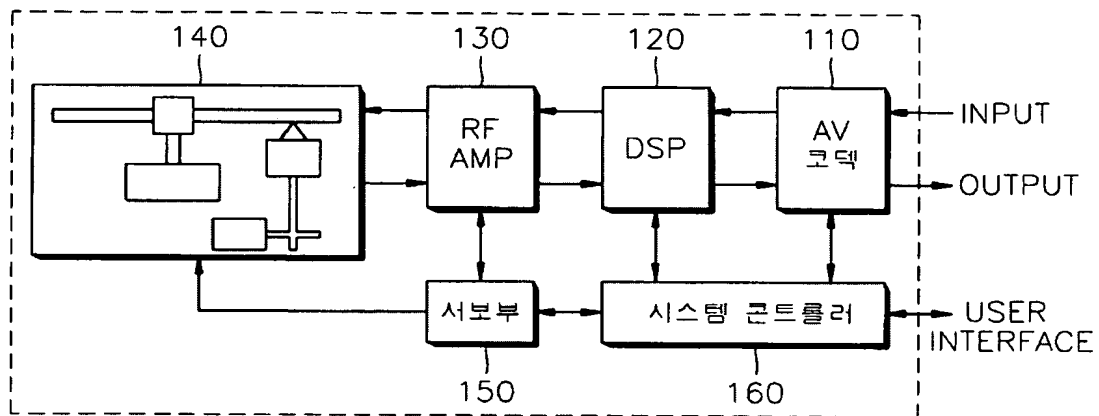 140
130
120
110
RF
AMP
DSP
AV
코덱
INPUT
OUTPUT
서보부
시스템 콘트롤러
USER
INTERFACE
150
160